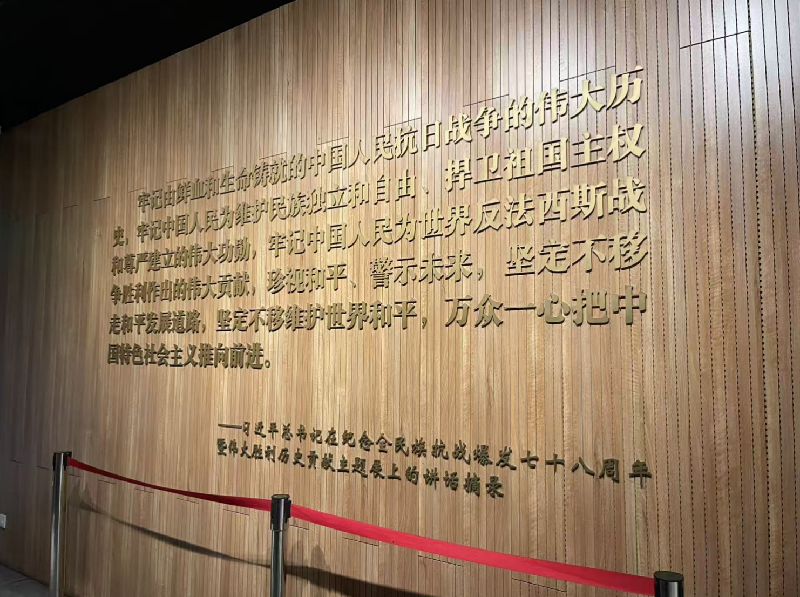 牢记由鲜血和生命铸就的中国人民抗日战争的伟大历
史，牢记中国人民为维护民族独立和自由、捍卫祖国主权
和尊严建立的伟大功勋，牢记中国人民为世界反法西斯战
争胜利作出的伟大贡献，珍视和平、警示未来，坚定不移
走和平发展道路，坚定不移维护世界和平，万众一心把中
国特色社会主义推向前进。
——习近平总书记在纪念全民族抗战爆发七十八周年
暨伟大胜利历史贡献主题展上的讲话摘录